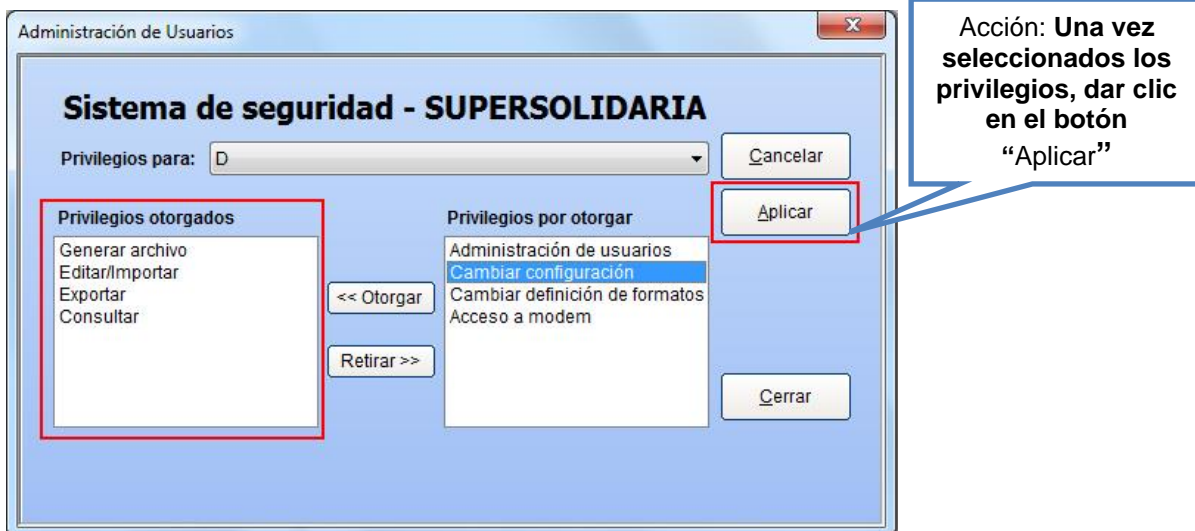 Administración de Usuarios
Sistema de seguridad - SUPERSOLIDARIA
Privilegios para: D
Cancelar
Aplicar
Privilegios otorgados
Generar archivo
Editar/Importar
Exportar
Consultar
<< Otorgar
Retirar >>
Privilegios por otorgar
Administración de usuarios
Cambiar configuración
Cambiar definición de formatos
Acceso a modem
Cerrar
Acción: Una vez
seleccionados los
privilegios, dar clic
en el botón
“Aplicar”